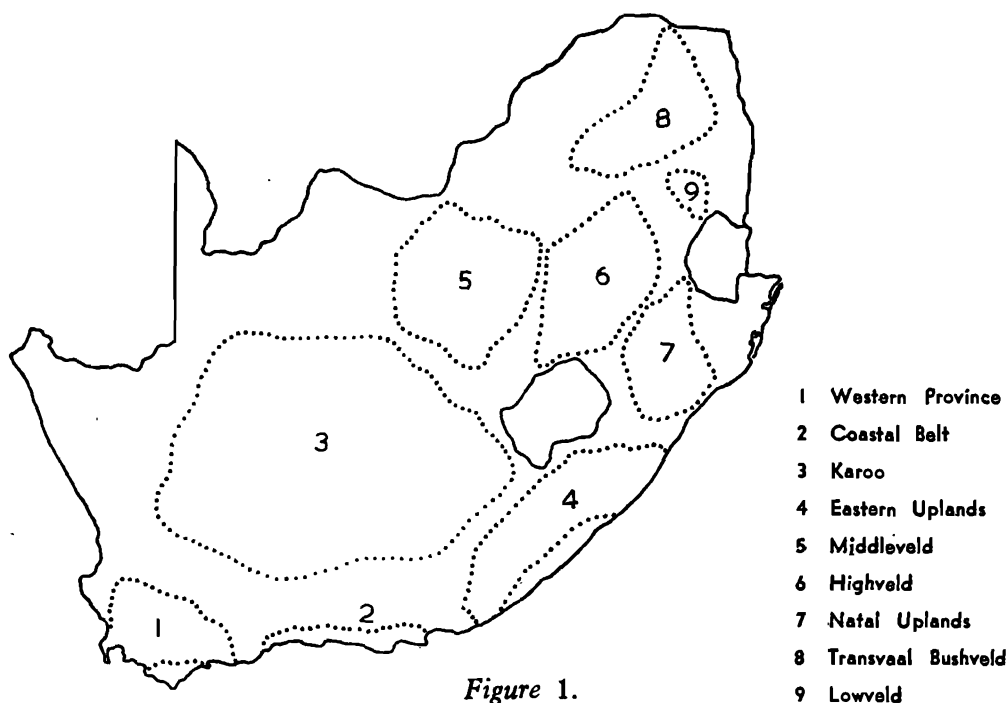 8
9
5
6
7
3
4
2
1
1 Western Province
2 Coastal Belt
3 Karoo
4 Eastern Uplands
5 Middleveld
6 Highveld
7 Natal Uplands
8 Transvaal Bushveld
9 Lowveld
Figure 1.